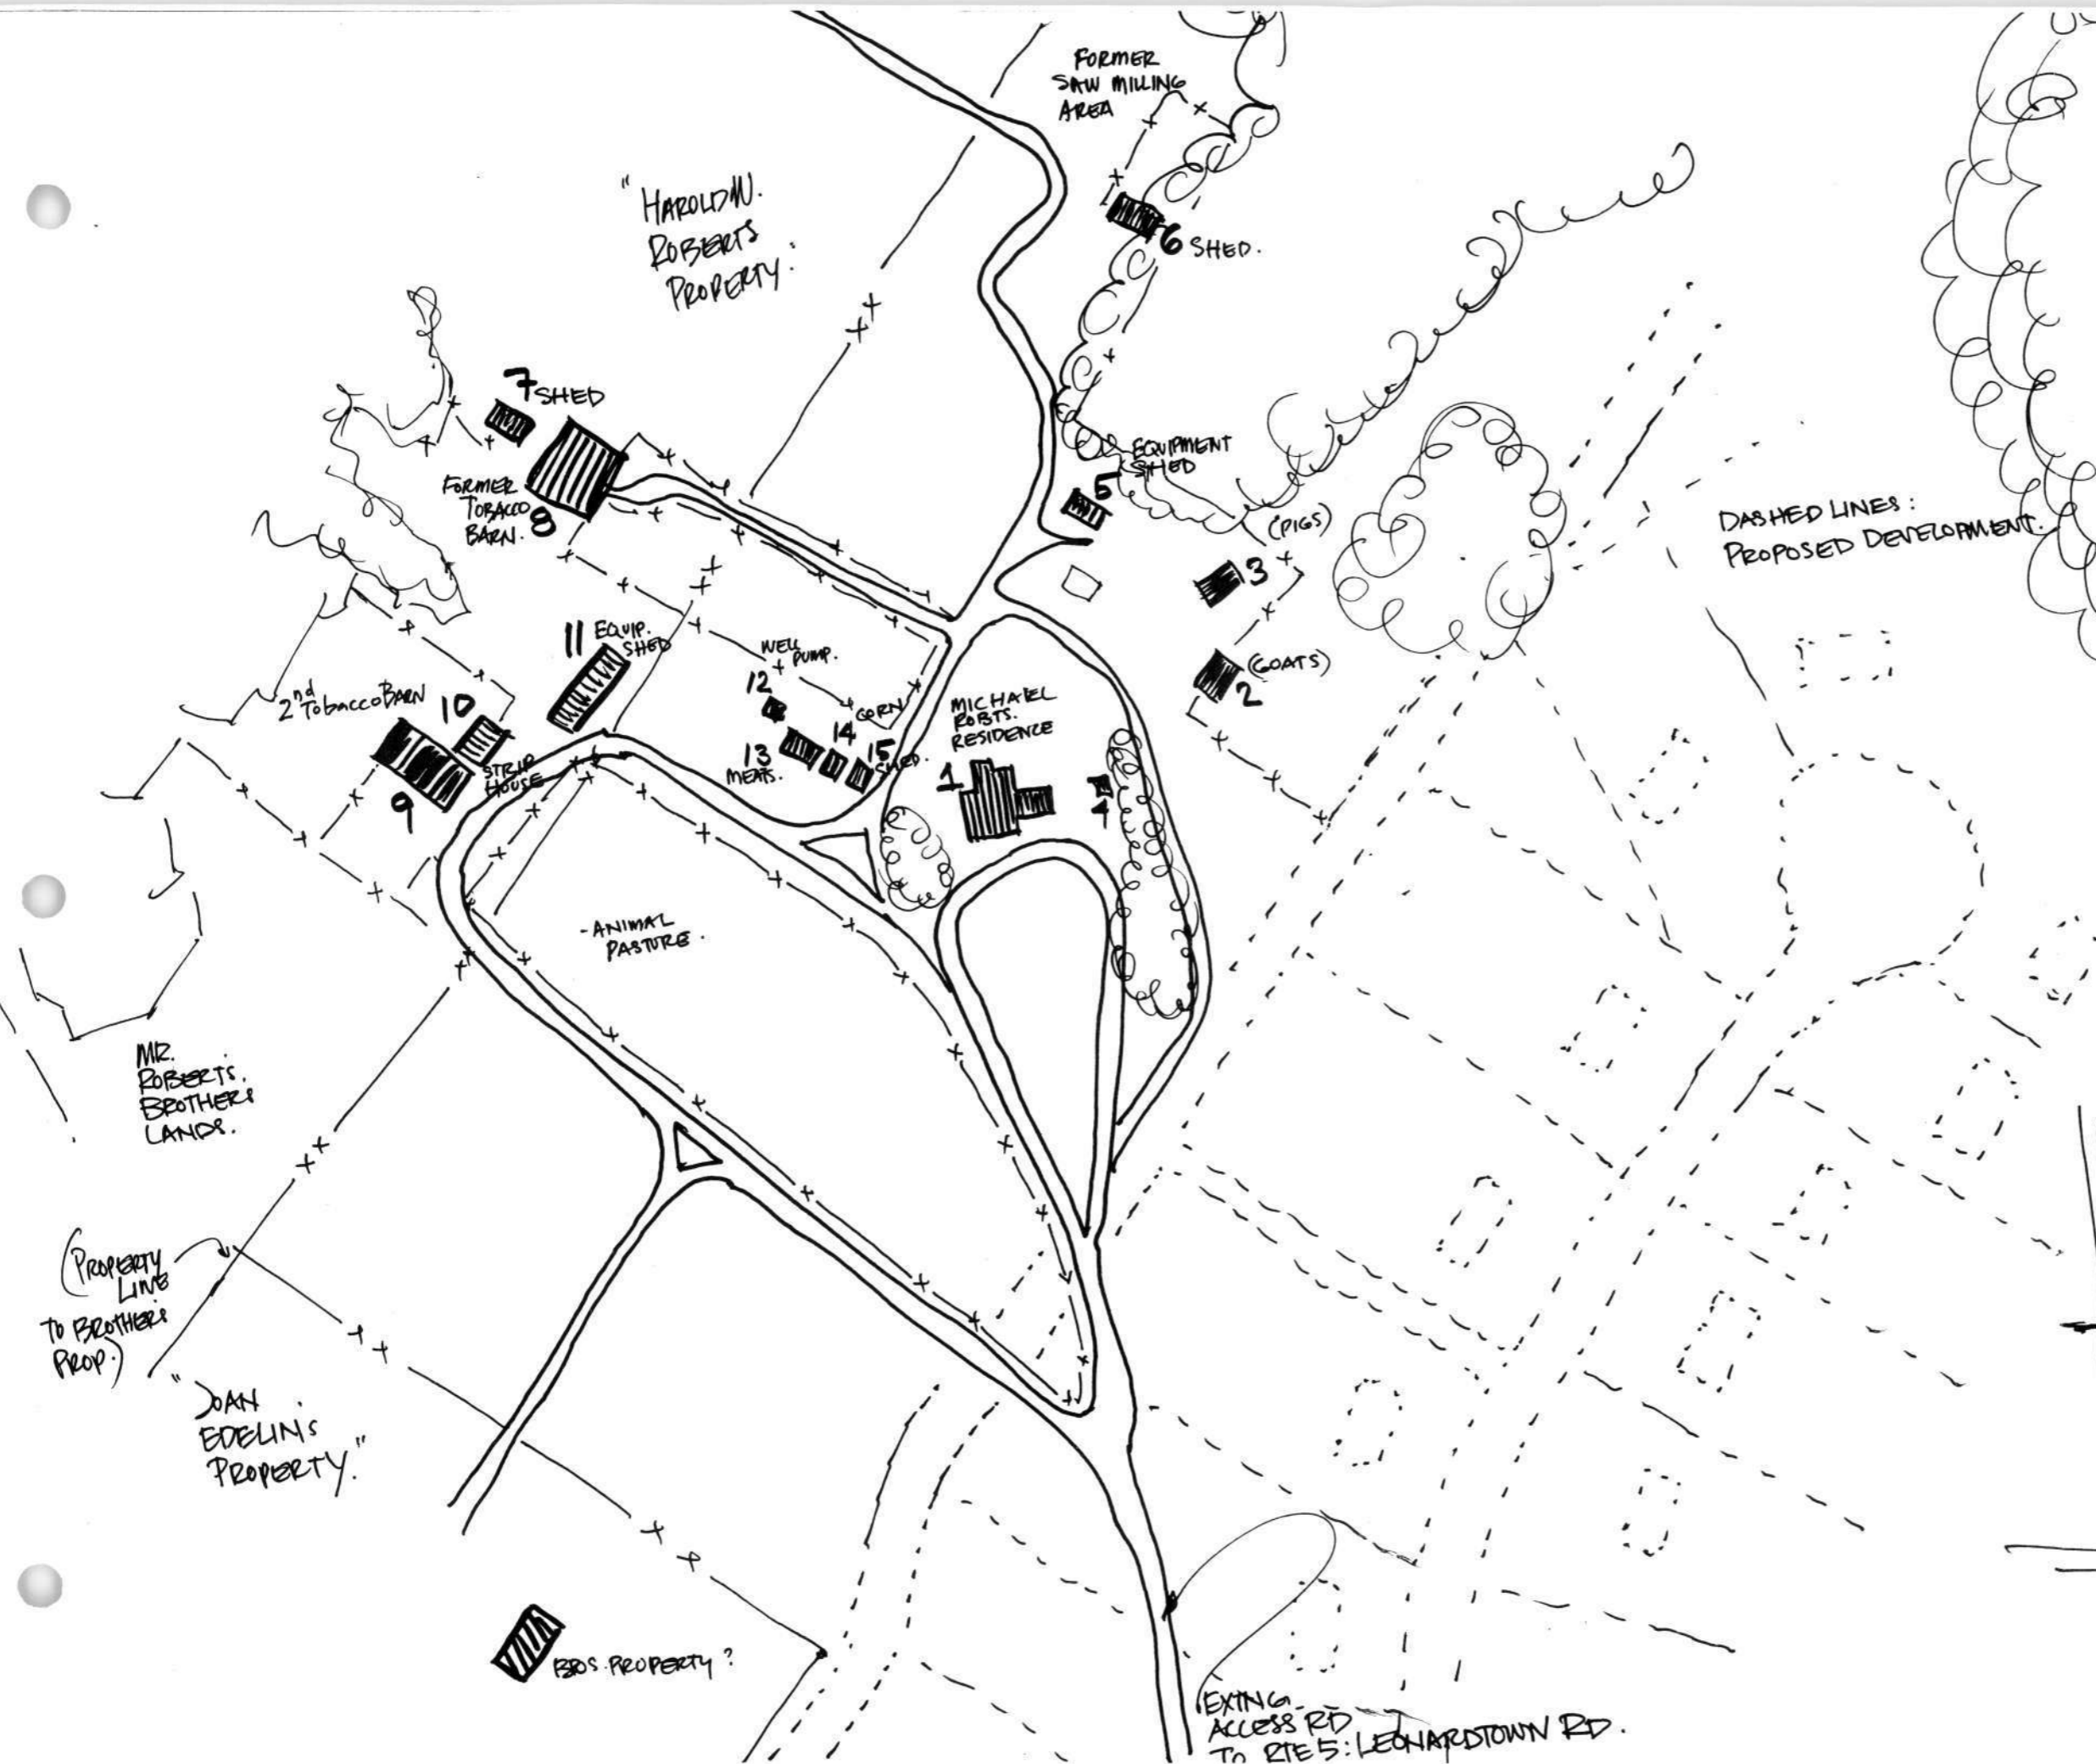 FORMER
SAW MILLING
AREA
"HAROLD W.
ROBERTS
PROPERTY."
6 SHED.
7 SHED
FORMER
TOBACCO
BARN. 8
EQUIPMENT
SHED
5
(PIGS)
3
(GOATS)
2
DASHED LINES:
PROPOSED DEVELOPMENT.
11 EQUIP.
SHED
WELL
PUMP.
12
2nd TOBACCO BARN
10
STRIP
HOUSE
9
13
MEATS.
14
CORN
15
SHED.
MICHAEL
ROBTS.
RESIDENCE
1
4
-ANIMAL
PASTURE.
MR.
ROBERTS.
BROTHERS
LANDS.
(PROPERTY
LINE
TO BROTHERS
PROP.)
"JOAN
EDELIN'S
PROPERTY."
BROS. PROPERTY?
EXTNG
ACCESS RD
TO RTE 5: LEONARDTOWN RD.